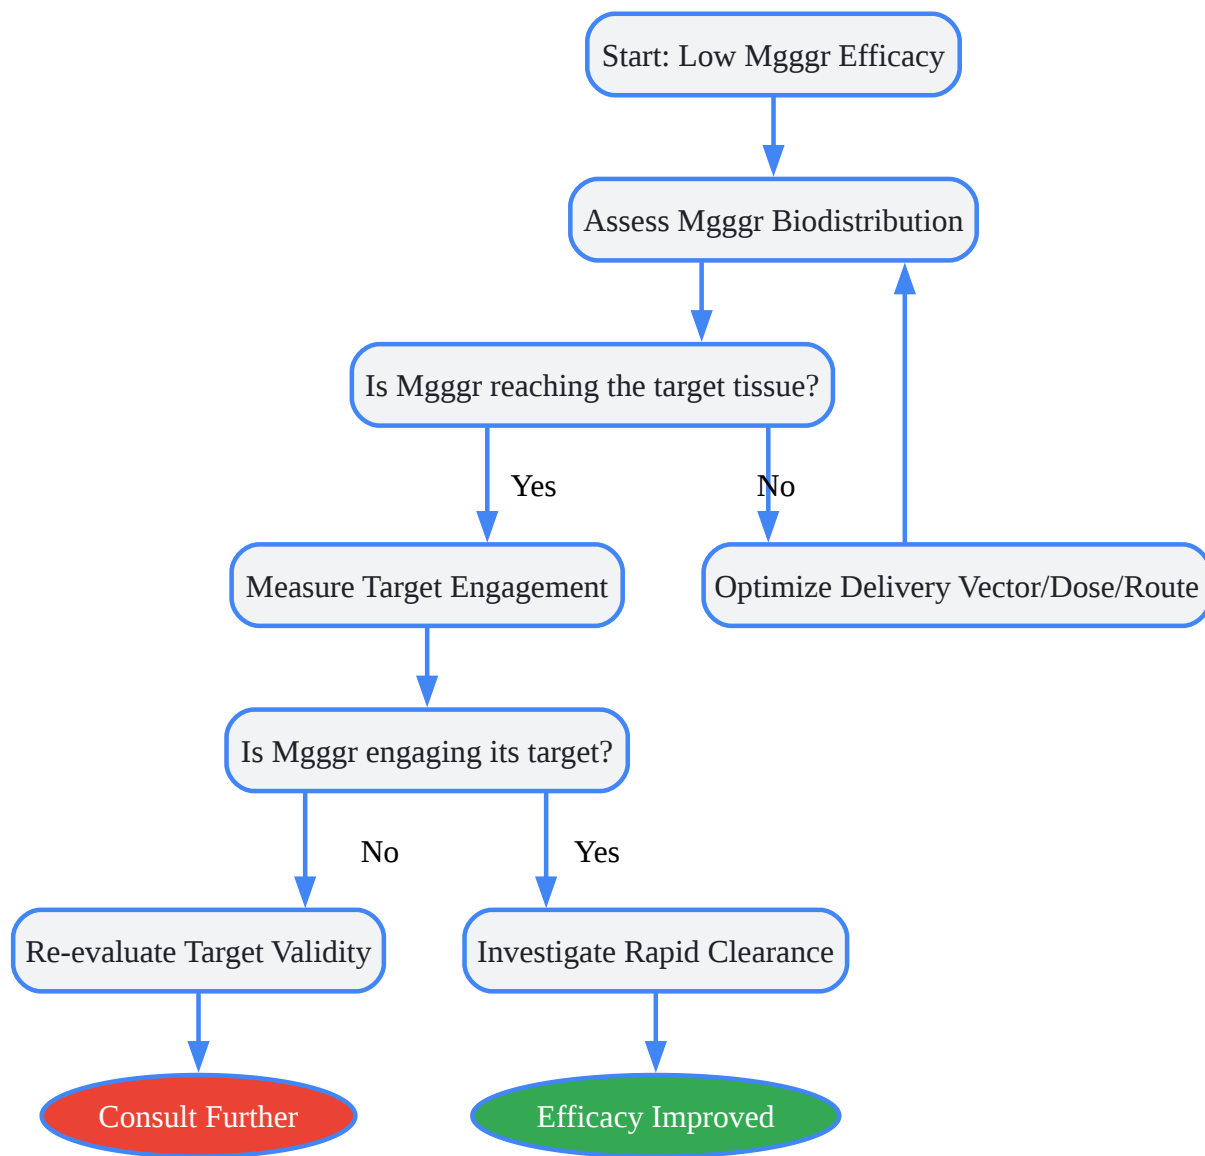 Start: Low Mgggr Efficacy
Assess Mgggr Biodistribution
Is Mgggr reaching the target tissue?
Yes
No
Measure Target Engagement
Optimize Delivery Vector/Dose/Route
Is Mgggr engaging its target?
No
Yes
Re-evaluate Target Validity
Investigate Rapid Clearance
Consult Further
Efficacy Improved